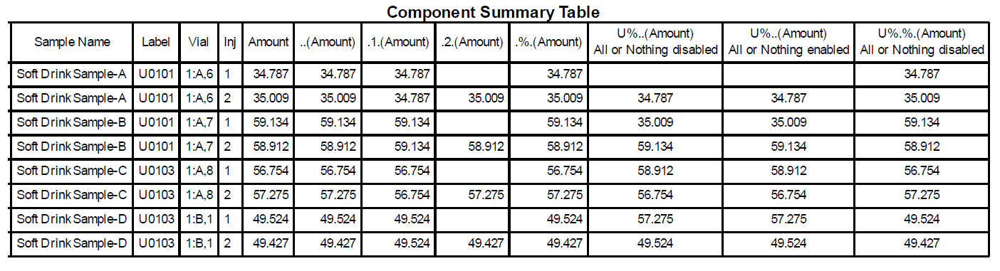 Component Summary Table
Sample Name Label Vial Inj Amount ..(Amount) .1.(Amount) .2.(Amount) .%.(Amount) U%..(Amount) All or Nothing disabled U%..(Amount) All or Nothing enabled U%.%.(Amount) All or Nothing disabled
Soft Drink Sample-A U0101 1:A,6 1 34.787 34.787 34.787 34.787 34.787
Soft Drink Sample-A U0101 1:A,6 2 35.009 35.009 34.787 35.009 35.009 34.787 34.787 35.009
Soft Drink Sample-B U0101 1:A,7 1 59.134 59.134 59.134 59.134 35.009 35.009 59.134
Soft Drink Sample-B U0101 1:A,7 2 58.912 58.912 59.134 58.912 58.912 59.134 59.134 58.912
Soft Drink Sample-C U0103 1:A,8 1 56.754 56.754 56.754 56.754 58.912 58.912 56.754
Soft Drink Sample-C U0103 1:A,8 2 57.275 57.275 56.754 57.275 57.275 56.754 56.754 57.275
Soft Drink Sample-D U0103 1:B,1 1 49.524 49.524 49.524 49.524 57.275 57.275 49.524
Soft Drink Sample-D U0103 1:B,1 2 49.427 49.427 49.524 49.427 49.427 49.524 49.524 49.427